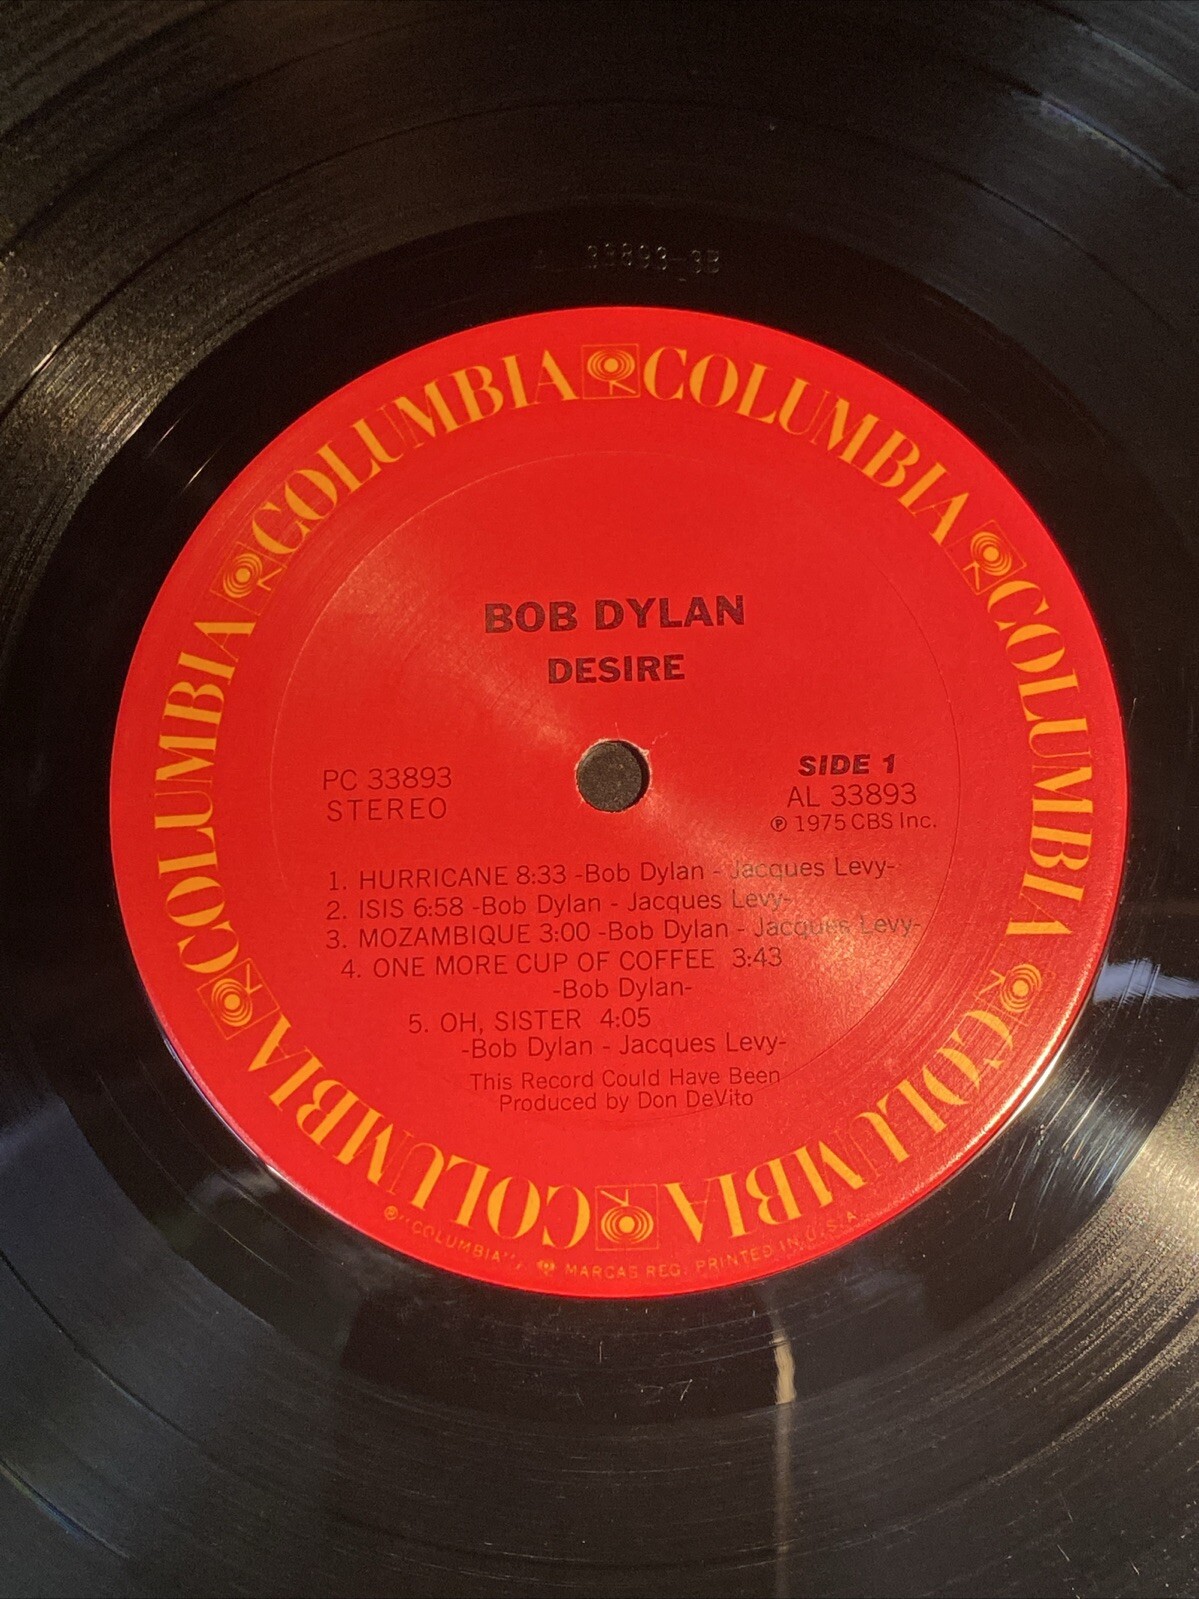 33893-3B
COLUMBIA COLUMBIA COLUMBIA COLUMBIA COLUMBIA COLUMBIA
BOB DYLAN
DESIRE
PC 33893
STEREO
SIDE 1
AL 33893
℗ 1975 CBS Inc.
1. HURRICANE 8:33 -Bob Dylan - Jacques Levy-
2. ISIS 6:58 -Bob Dylan - Jacques Levy-
3. MOZAMBIQUE 3:00 -Bob Dylan - Jacques Levy-
4. ONE MORE CUP OF COFFEE 3:43
-Bob Dylan-
5. OH, SISTER 4:05
-Bob Dylan - Jacques Levy-
This Record Could Have Been
Produced by Don DeVito
®"COLUMBIA", MARCAS REG. PRINTED IN U.S.A.